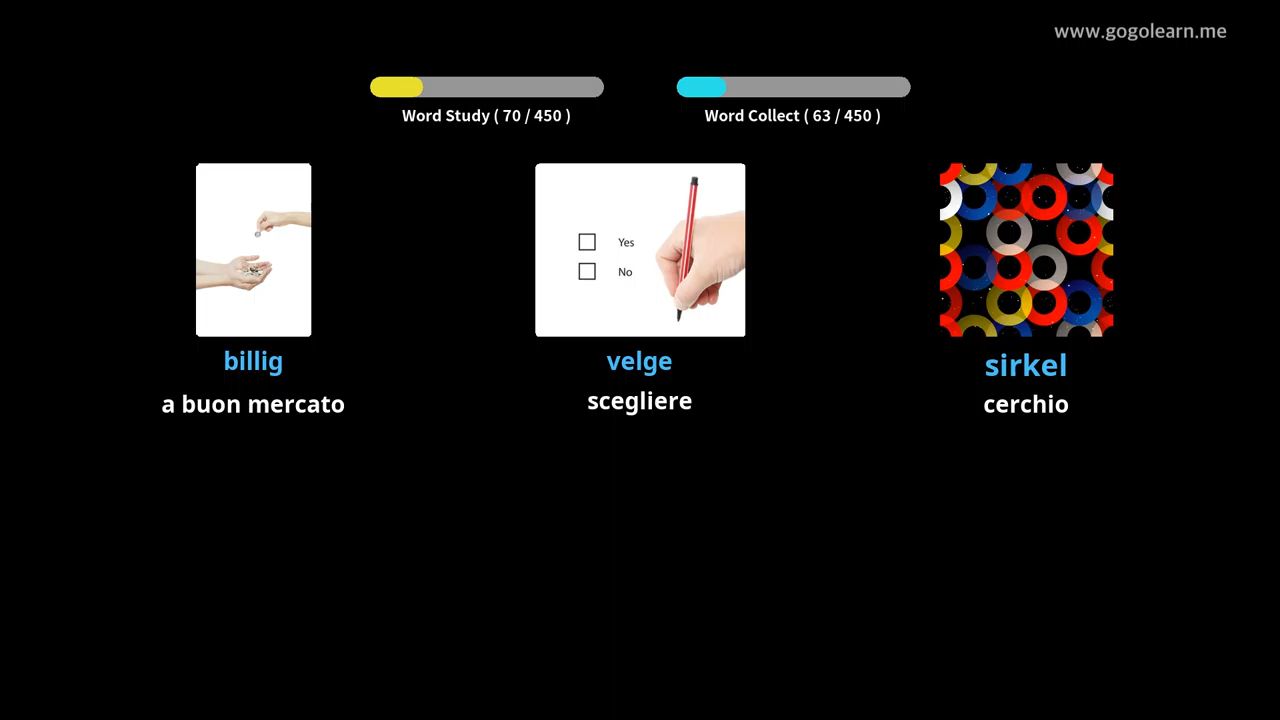 www.gogolearn.me
Word Study ( 70 / 450 )
Word Collect ( 63 / 450 )
Yes
No
billig
a buon mercato
velge
scegliere
sirkel
cerchio